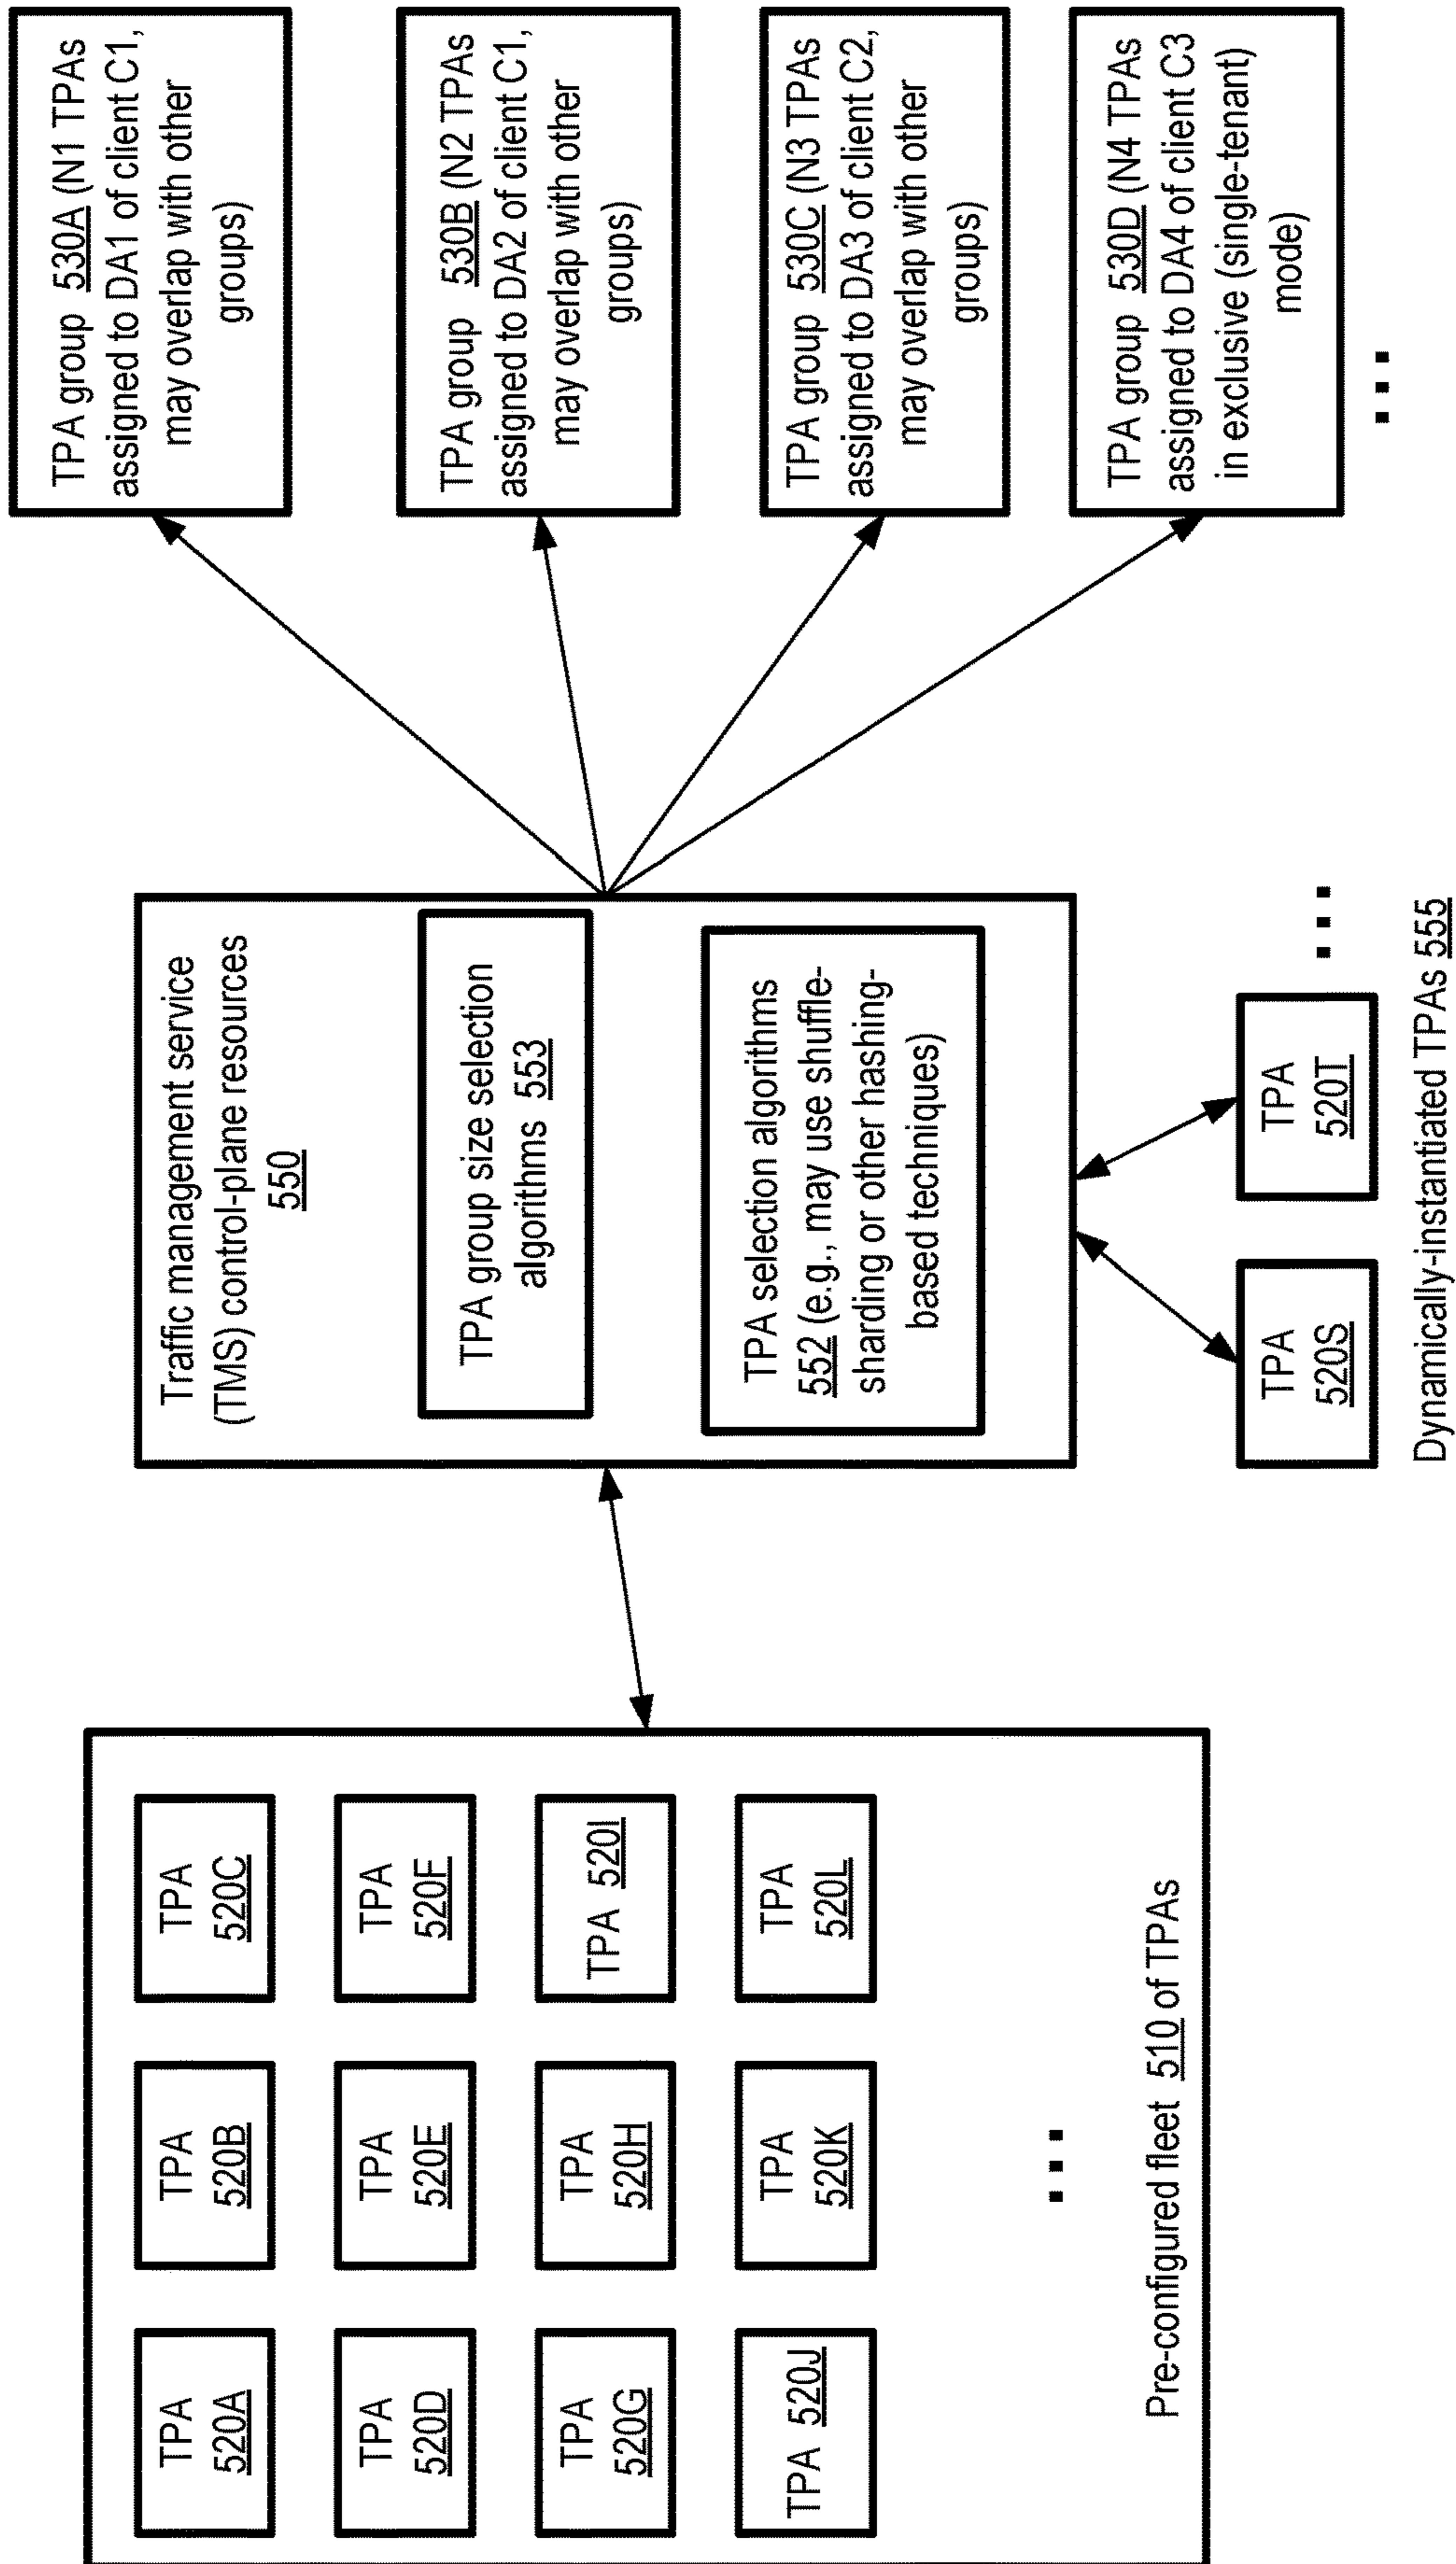 TPA
520A
TPA
520B
TPA
520C
TPA
520D
TPA
520E
TPA
520F
TPA
520G
TPA
520H
TPA 520I
TPA 520J
TPA
520K
TPA
520L
...
Pre-configured fleet 510 of TPAs
Traffic management service
(TMS) control-plane resources
550
TPA group size selection
algorithms 553
TPA selection algorithms
552 (e.g., may use shuffle-
sharding or other hashing-
based techniques)
TPA
520S
TPA
520T
...
Dynamically-instantiated TPAs 555
TPA group 530A (N1 TPAs
assigned to DA1 of client C1,
may overlap with other
groups)
TPA group 530B (N2 TPAs
assigned to DA2 of client C1,
may overlap with other
groups)
TPA group 530C (N3 TPAs
assigned to DA3 of client C2,
may overlap with other
groups)
TPA group 530D (N4 TPAs
assigned to DA4 of client C3
in exclusive (single-tenant)
mode)
...